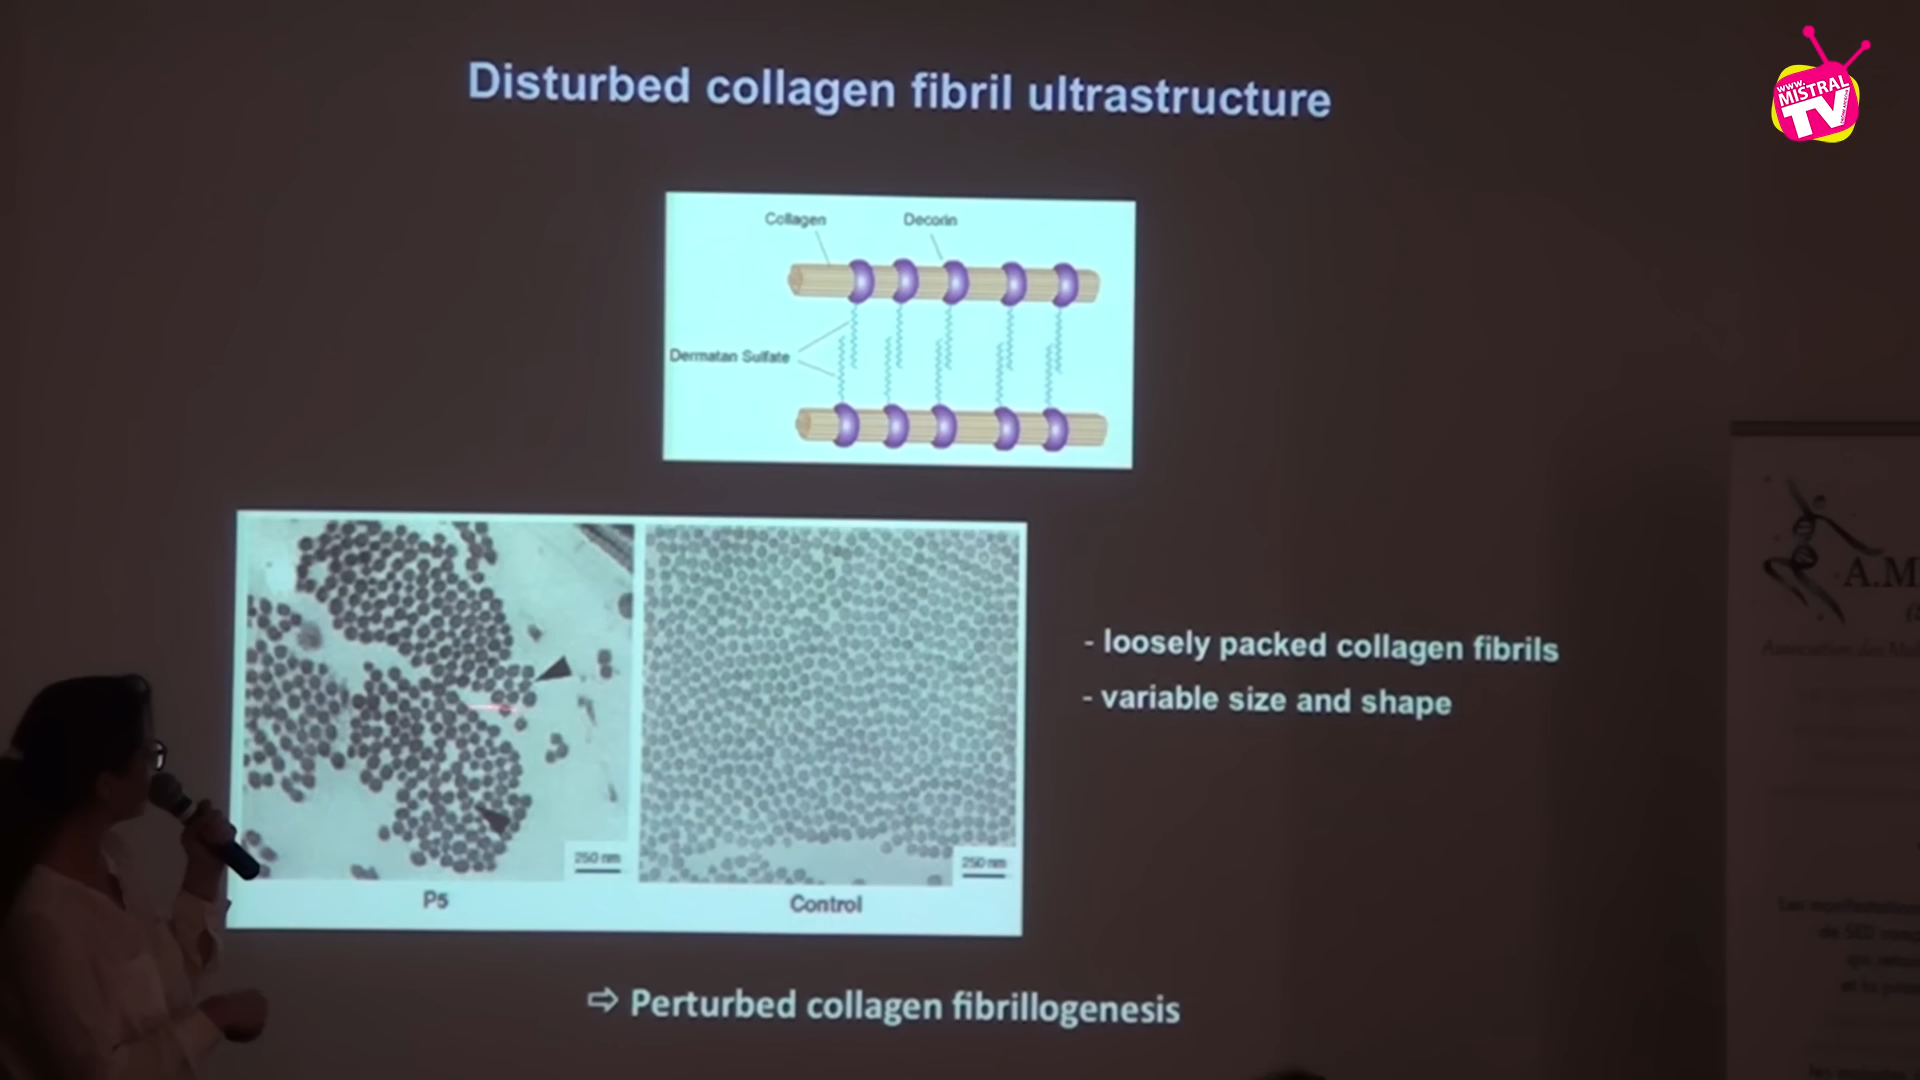 Disturbed collagen fibril ultrastructure
www.
MISTRAL
TV
Collagen
Decorin
Dermatan Sulfate
- loosely packed collagen fibrils
- variable size and shape
250 nm
250 nm
P5
Control
⇨ Perturbed collagen fibrillogenesis
A.M